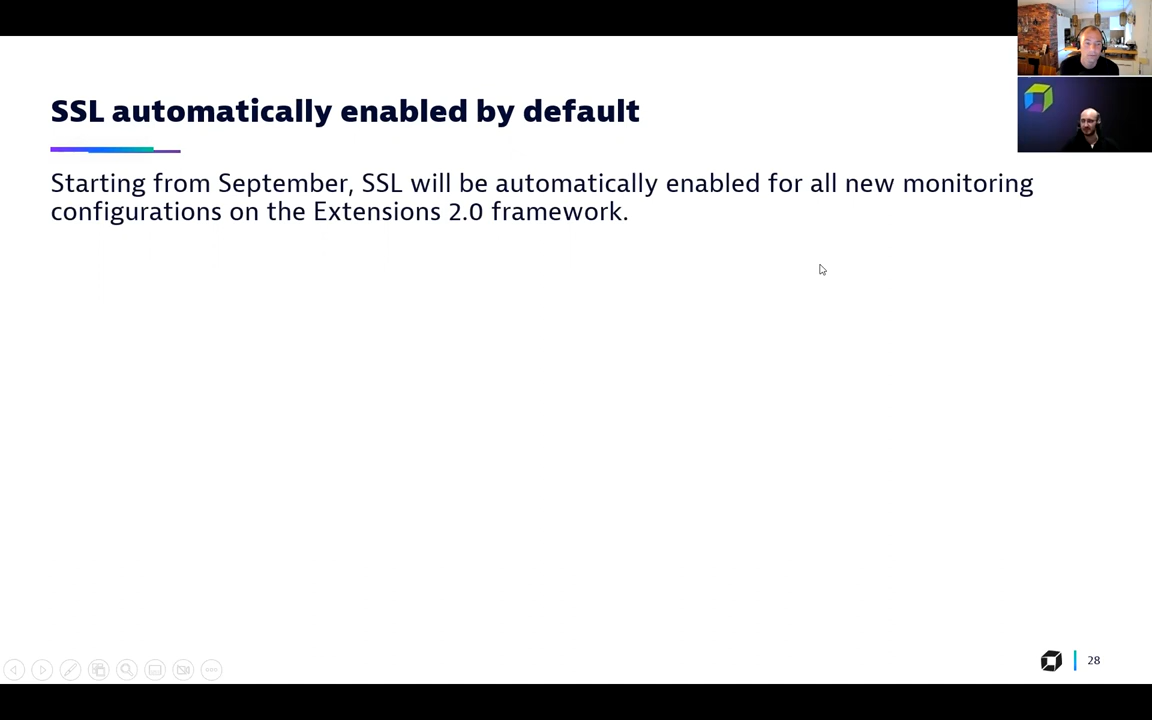 SSL automatically enabled by default
Starting from September, SSL will be automatically enabled for all new monitoring
configurations on the Extensions 2.0 framework.
28